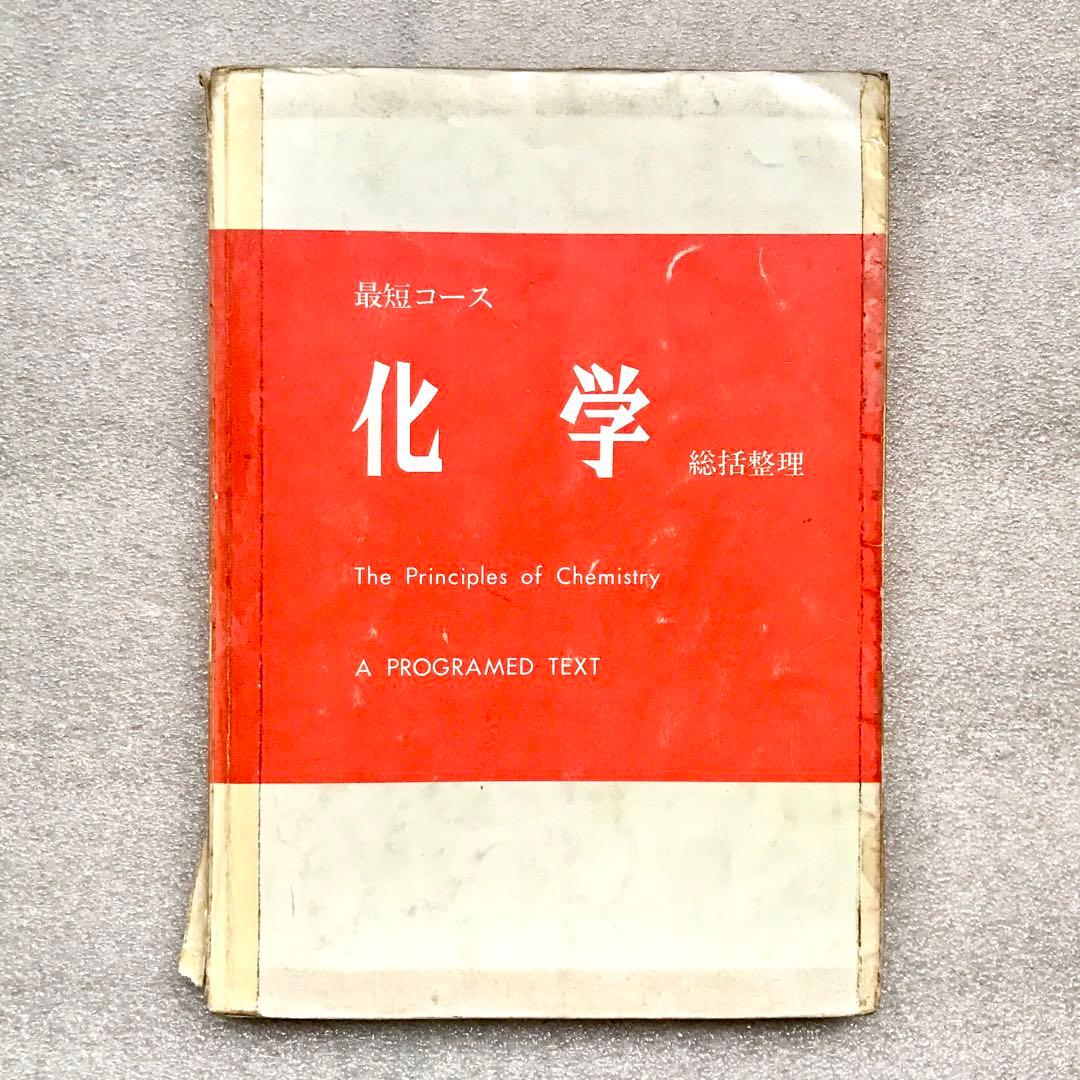 最短コース
化学 総括整理
The Principles of Chemistry
A PROGRAMED TEXT